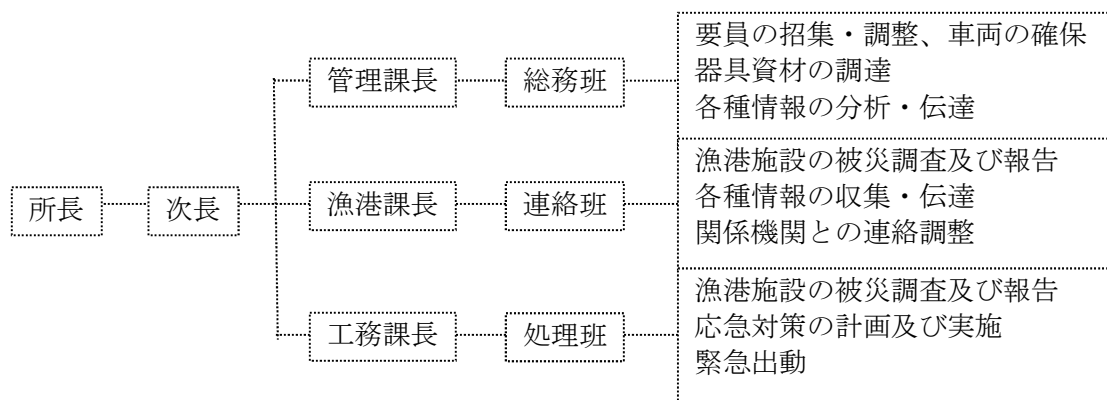 所長
次長
管理課長
総務班
要員の招集・調整、車両の確保
器具資材の調達
各種情報の分析・伝達
漁港課長
連絡班
漁港施設の被災調査及び報告
各種情報の収集・伝達
関係機関との連絡調整
工務課長
処理班
漁港施設の被災調査及び報告
応急対策の計画及び実施
緊急出動